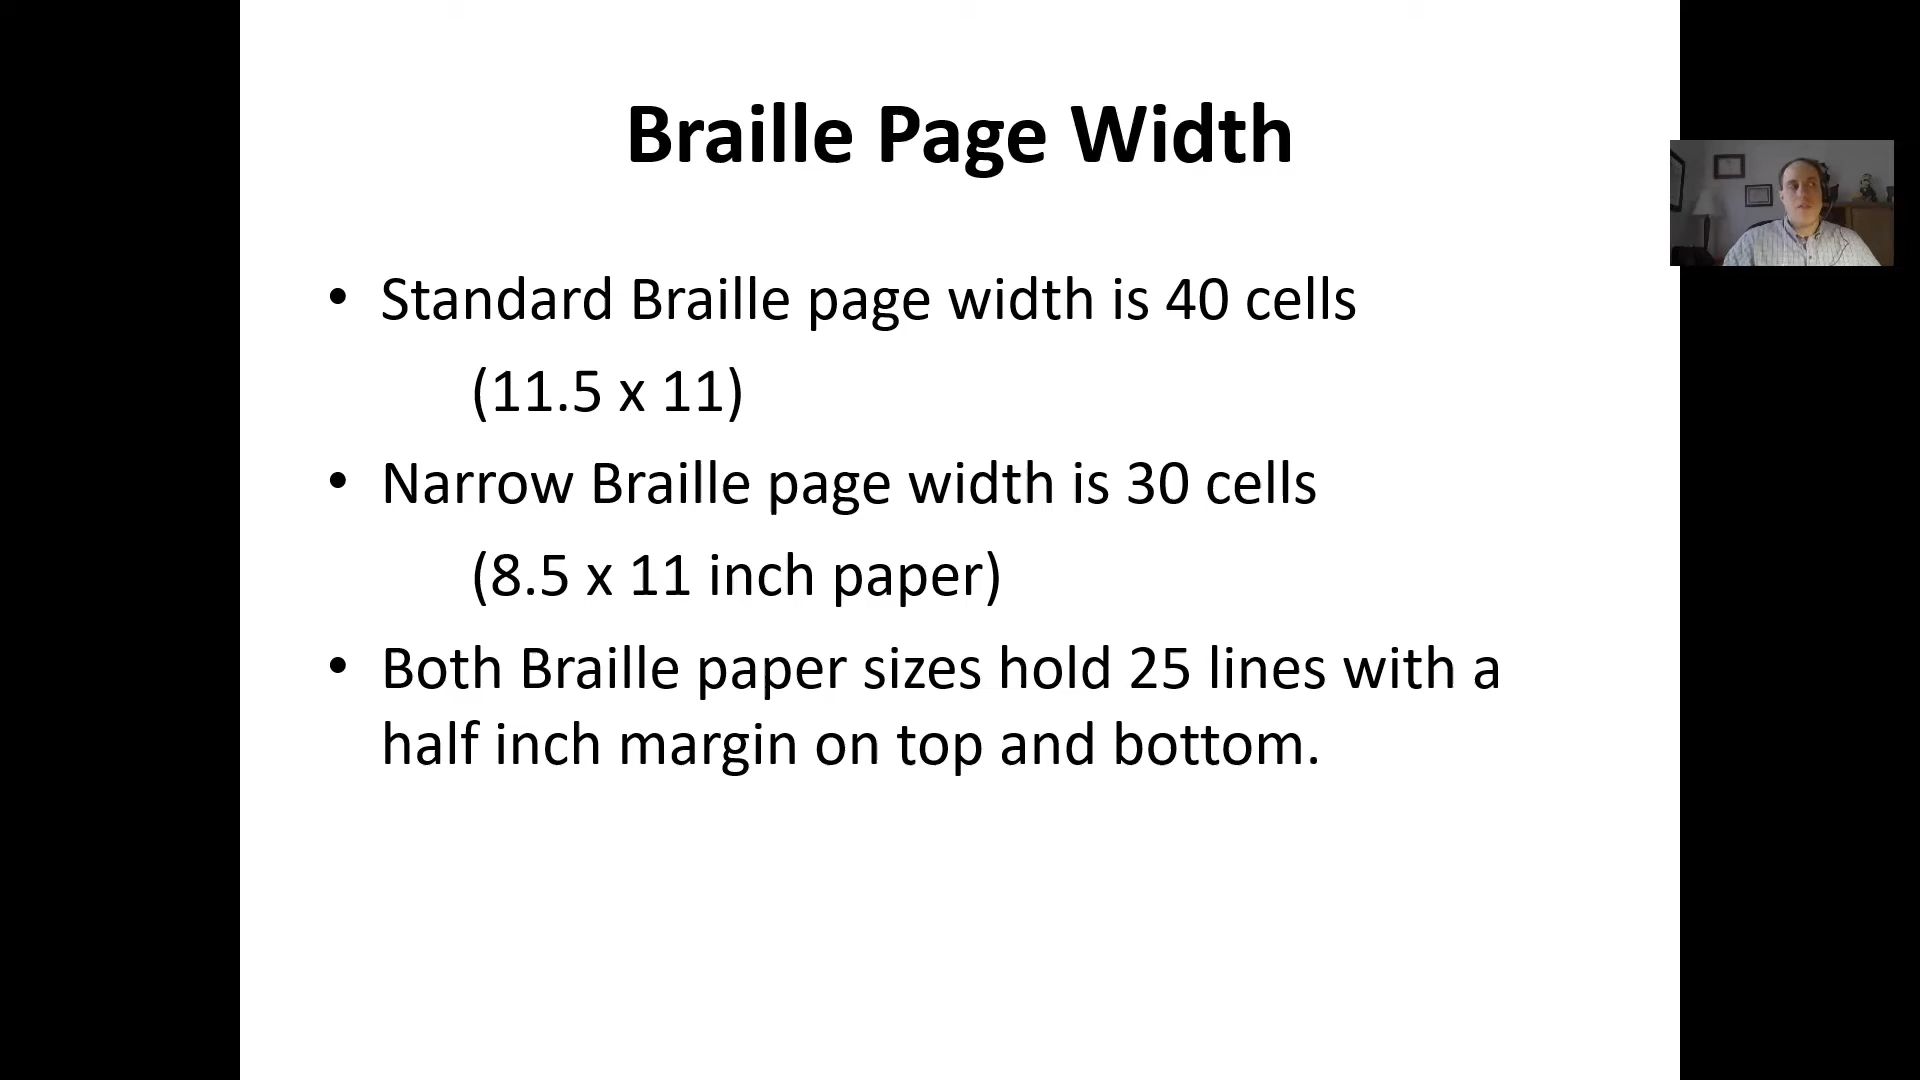 Braille Page Width
• Standard Braille page width is 40 cells
(11.5 x 11)
• Narrow Braille page width is 30 cells
(8.5 x 11 inch paper)
• Both Braille paper sizes hold 25 lines with a
half inch margin on top and bottom.